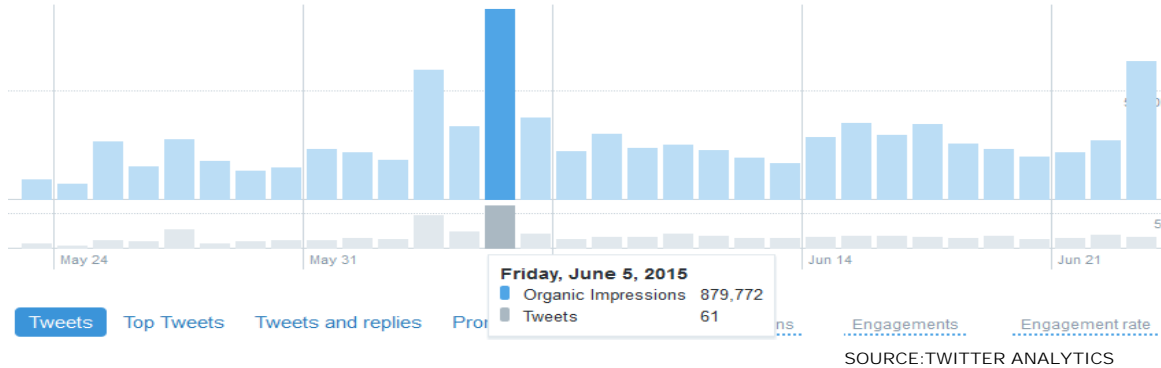 May 24
May 31
Jun 14
Jun 21
5
Friday, June 5, 2015
Organic Impressions 879,772
Tweets 61
Tweets
Top Tweets
Tweets and replies
Engagements
Engagement rate
SOURCE:TWITTER ANALYTICS